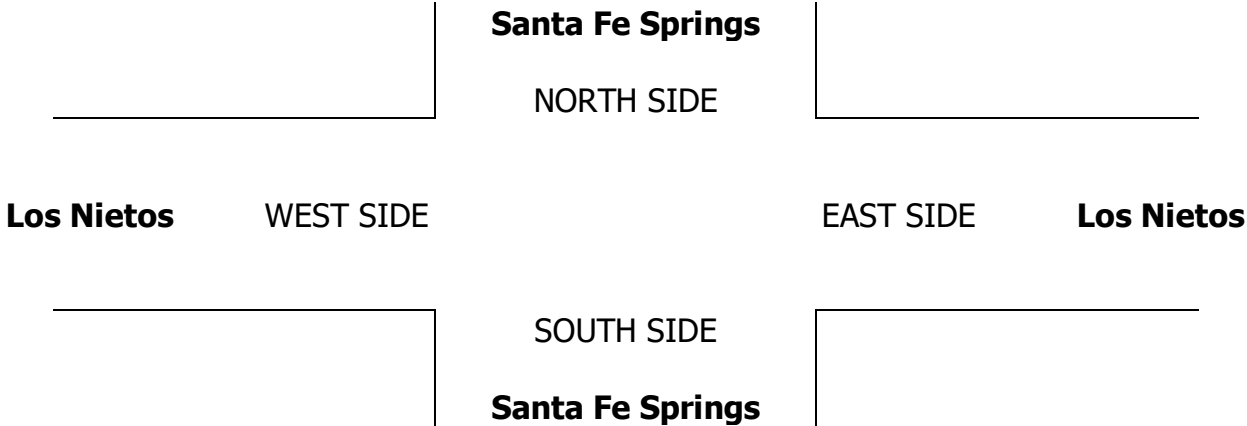 Santa Fe Springs
NORTH SIDE
Los Nietos WEST SIDE EAST SIDE Los Nietos
SOUTH SIDE
Santa Fe Springs